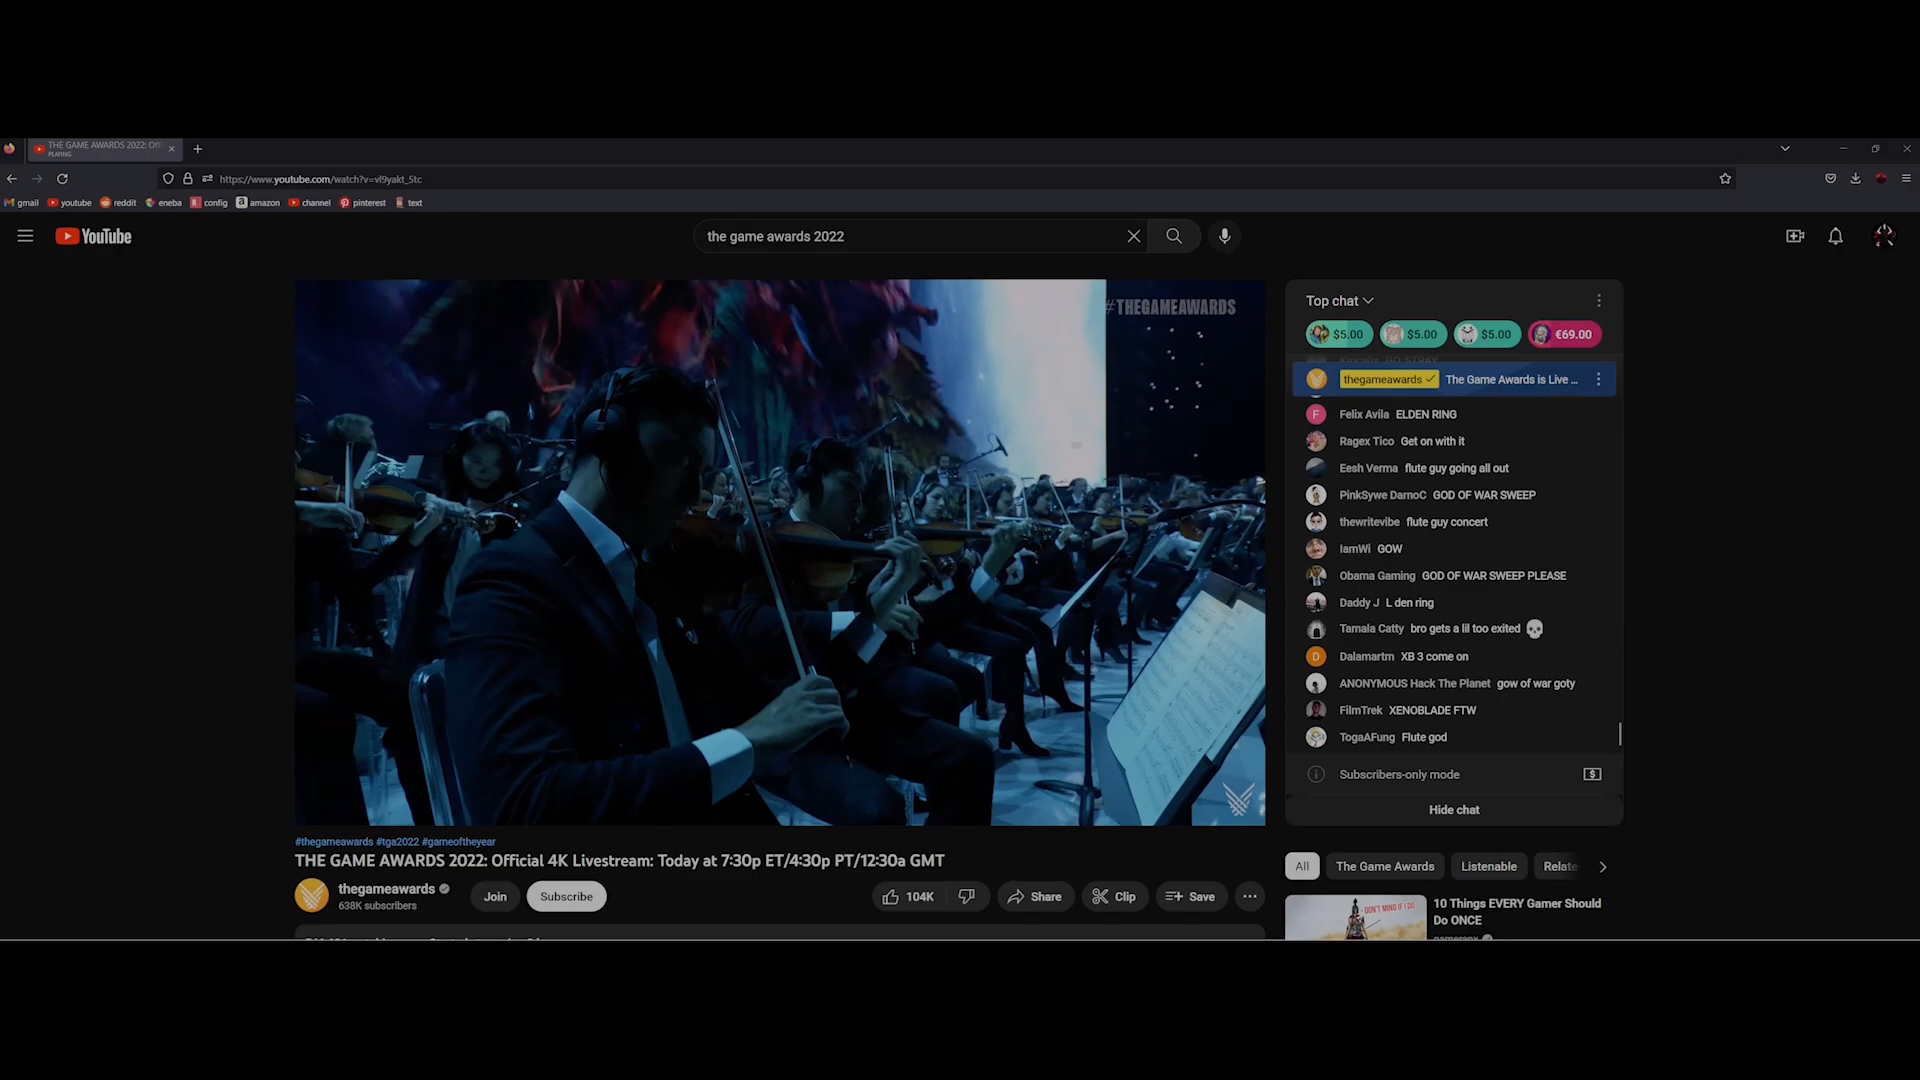 THE GAME AWARDS 2022: Offi
PLAYING
https://www.youtube.com/watch?v=vl9yakt_5tc
gmail youtube reddit eneba config amazon channel pinterest text
YouTube
the game awards 2022
#THEGAMEAWARDS
Top chat
$5.00 $5.00 $5.00 €69.00
thegameawards The Game Awards is Live ...
Felix Avila ELDEN RING
Ragex Tico Get on with it
Eesh Verma flute guy going all out
PinkSywe DarnoC GOD OF WAR SWEEP
thewritevibe flute guy concert
IamWi GOW
Obama Gaming GOD OF WAR SWEEP PLEASE
Daddy J L den ring
Tamala Catty bro gets a lil too exited
Dalamartm XB 3 come on
ANONYMOUS Hack The Planet gow of war goty
FilmTrek XENOBLADE FTW
TogaAFung Flute god
Subscribers-only mode
Hide chat
#thegameawards #tga2022 #gameoftheyear
THE GAME AWARDS 2022: Official 4K Livestream: Today at 7:30p ET/4:30p PT/12:30a GMT
thegameawards
638K subscribers
Join Subscribe
104K Share Clip Save
All The Game Awards Listenable Relate
DON'T MIND IF I DO
10 Things EVERY Gamer Should
Do ONCE
gameranx